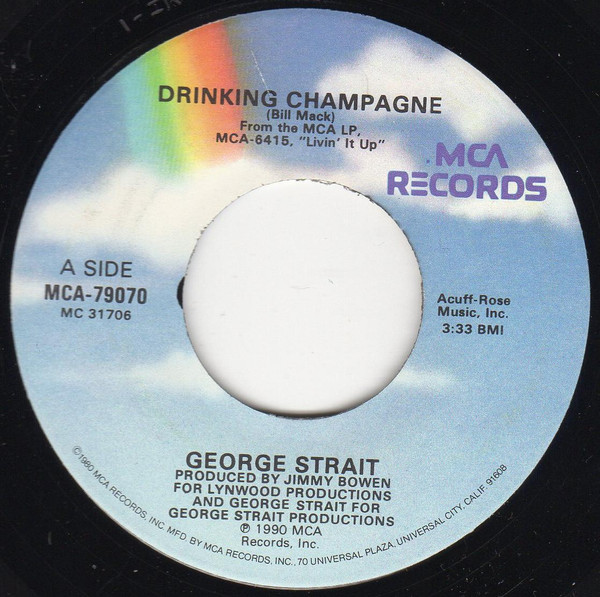 DRINKING CHAMPAGNE
(Bill Mack)
From the MCA LP,
MCA-6415, "Livin' It Up"
MCA
RECORDS
A SIDE
MCA-79070
MC 31706
Acuff-Rose
Music, Inc.
3:33 BMI
GEORGE STRAIT
PRODUCED BY JIMMY BOWEN
FOR LYNWOOD PRODUCTIONS
AND GEORGE STRAIT FOR
GEORGE STRAIT PRODUCTIONS
℗ 1990 MCA
Records, Inc.
©1980 MCA RECORDS, INC. MFD. BY MCA RECORDS, INC., 70 UNIVERSAL PLAZA, UNIVERSAL CITY, CALIF. 91608